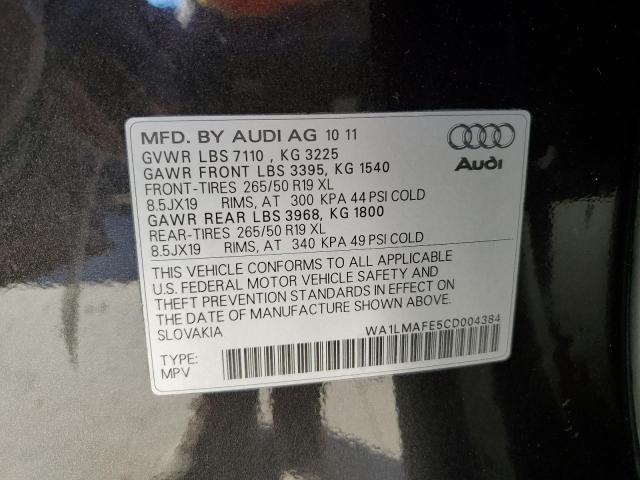 MFD. BY AUDI AG 10 11
GVWR LBS 7110 , KG 3225
GAWR FRONT LBS 3395, KG 1540
FRONT-TIRES 265/50 R19 XL
8.5JX19 RIMS, AT 300 KPA 44 PSI COLD
GAWR REAR LBS 3968, KG 1800
REAR-TIRES 265/50 R19 XL
8.5JX19 RIMS, AT 340 KPA 49 PSI COLD
Audi
THIS VEHICLE CONFORMS TO ALL APPLICABLE
U.S. FEDERAL MOTOR VEHICLE SAFETY AND
THEFT PREVENTION STANDARDS IN EFFECT ON
THE DATE OF MANUFACTURE SHOWN ABOVE.
SLOVAKIA
WA1LMAFE5CD004384
TYPE:
MPV